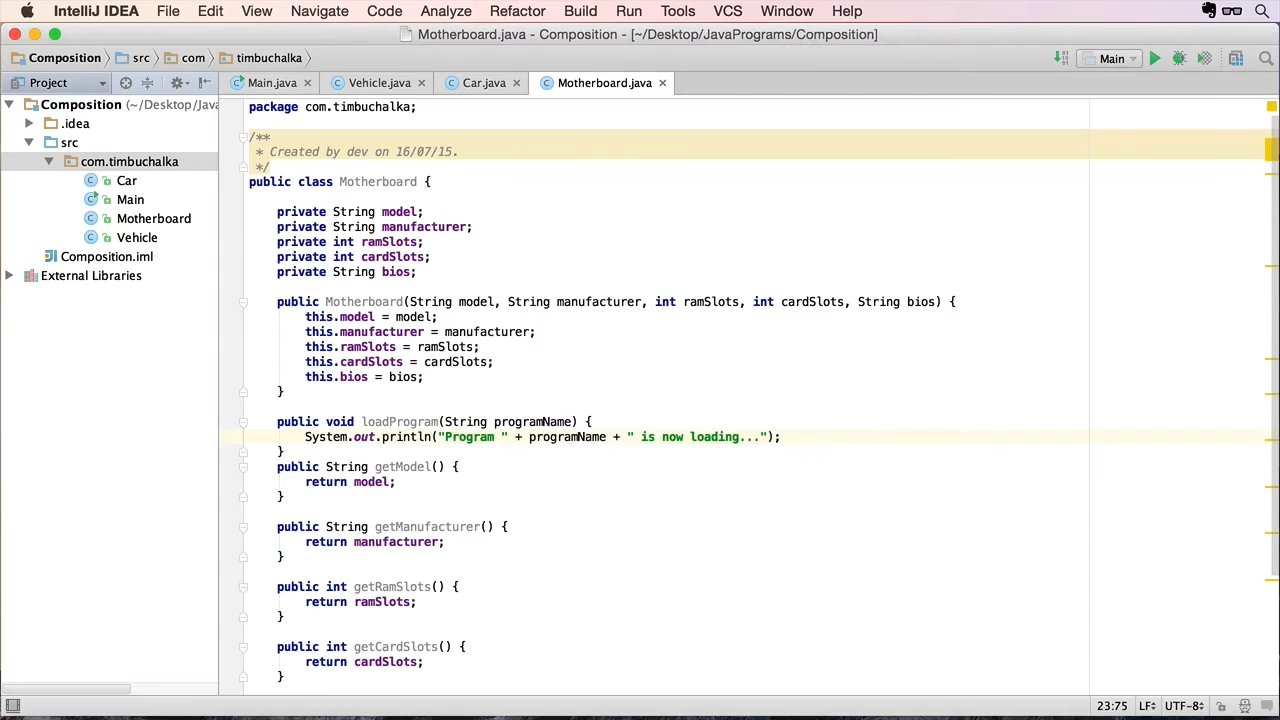 IntelliJ IDEA File Edit View Navigate Code Analyze Refactor Build Run Tools VCS Window Help
Motherboard.java - Composition - [~/Desktop/JavaPrograms/Composition]
Composition src com timbuchalka Main
Project Main.java Vehicle.java Car.java Motherboard.java
Composition (~/Desktop/Java
.idea
src
com.timbuchalka
Car
Main
Motherboard
Vehicle
Composition.iml
External Libraries
package com.timbuchalka;
/**
* Created by dev on 16/07/15.
*/
public class Motherboard {
private String model;
private String manufacturer;
private int ramSlots;
private int cardSlots;
private String bios;
public Motherboard(String model, String manufacturer, int ramSlots, int cardSlots, String bios) {
this.model = model;
this.manufacturer = manufacturer;
this.ramSlots = ramSlots;
this.cardSlots = cardSlots;
this.bios = bios;
}
public void loadProgram(String programName) {
System.out.println("Program " + programName + " is now loading...");
}
public String getModel() {
return model;
}
public String getManufacturer() {
return manufacturer;
}
public int getRamSlots() {
return ramSlots;
}
public int getCardSlots() {
return cardSlots;
}
23:75 LF UTF-8